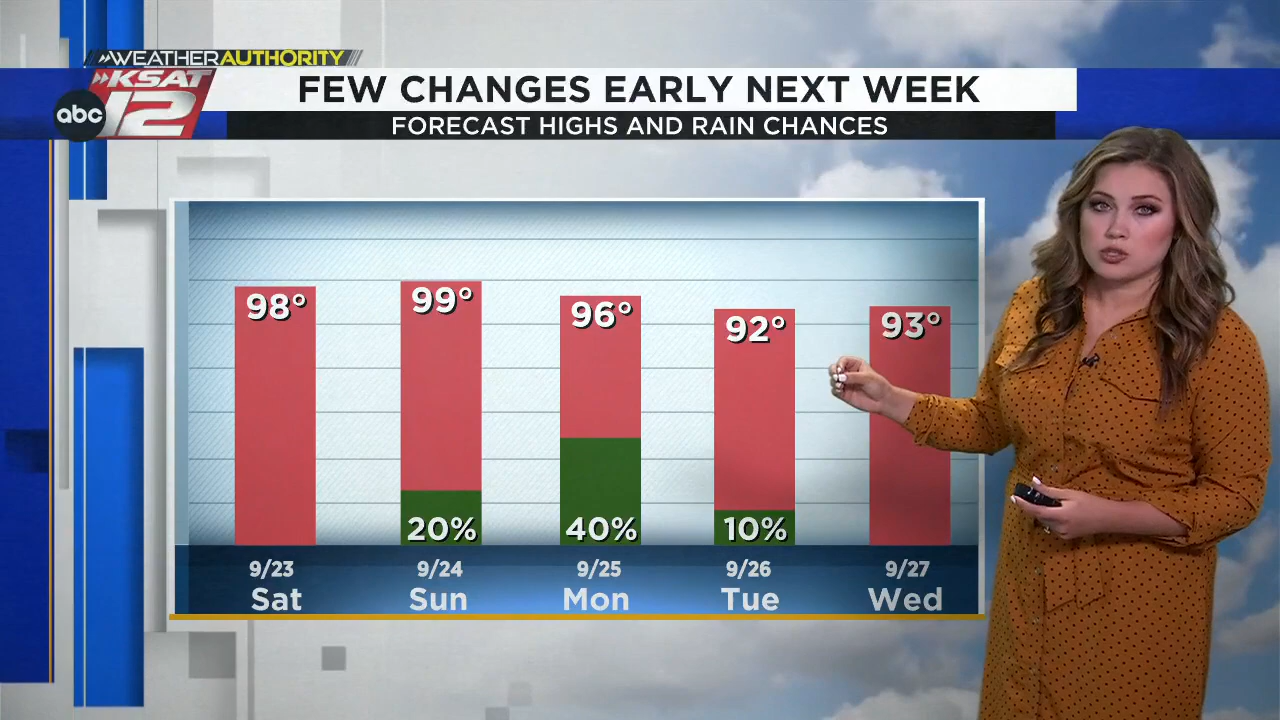 WEATHER AUTHORITY
KSAT
abc 12
FEW CHANGES EARLY NEXT WEEK
FORECAST HIGHS AND RAIN CHANCES
98° 99° 96° 92° 93°
20% 40% 10%
9/23 9/24 9/25 9/26 9/27
Sat Sun Mon Tue Wed